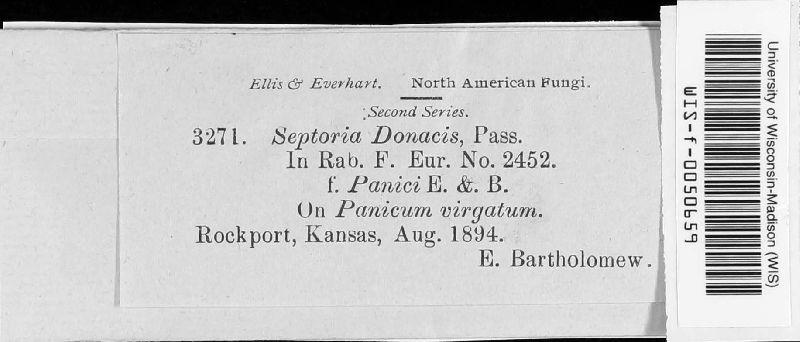 Ellis & Everhart. North American Fungi.
Second Series.
3271. Septoria Donacis, Pass.
In Rab. F. Eur. No. 2452.
f. Panici E. &. B.
On Panicum virgatum.
Rockport, Kansas, Aug. 1894.
E. Bartholomew.
University of Wisconsin-Madison (WIS)
WIS-f-0050659